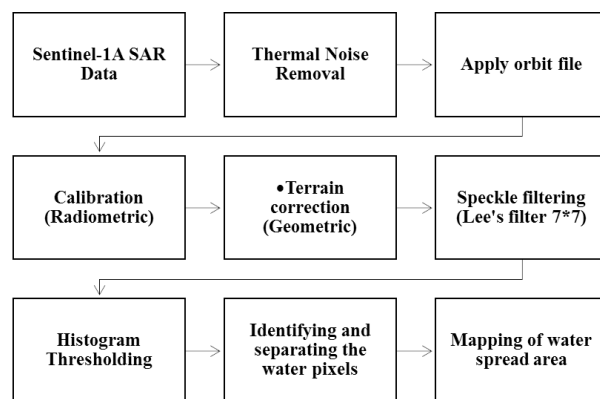 Sentinel-1A SAR
Data
Thermal Noise
Removal
Apply orbit file
Calibration
(Radiometric)
•Terrain
correction
(Geometric)
Speckle filtering
(Lee's filter 7*7)
Histogram
Thresholding
Identifying and
separating the
water pixels
Mapping of water
spread area